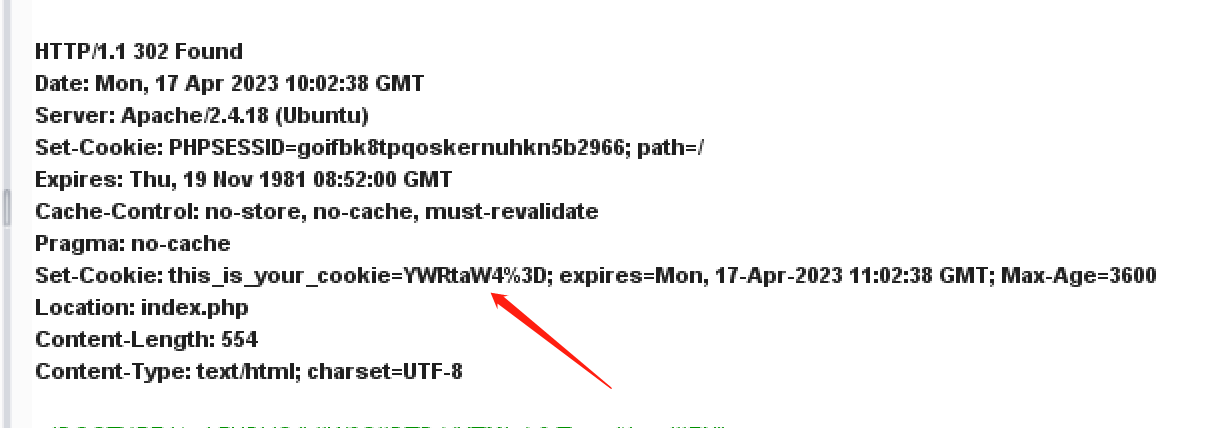 HTTP/1.1 302 Found
Date: Mon, 17 Apr 2023 10:02:38 GMT
Server: Apache/2.4.18 (Ubuntu)
Set-Cookie: PHPSESSID=goifbk8tpqoskernuhkn5b2966; path=/
Expires: Thu, 19 Nov 1981 08:52:00 GMT
Cache-Control: no-store, no-cache, must-revalidate
Pragma: no-cache
Set-Cookie: this_is_your_cookie=YWRtaW4%3D; expires=Mon, 17-Apr-2023 11:02:38 GMT; Max-Age=3600
Location: index.php
Content-Length: 554
Content-Type: text/html; charset=UTF-8